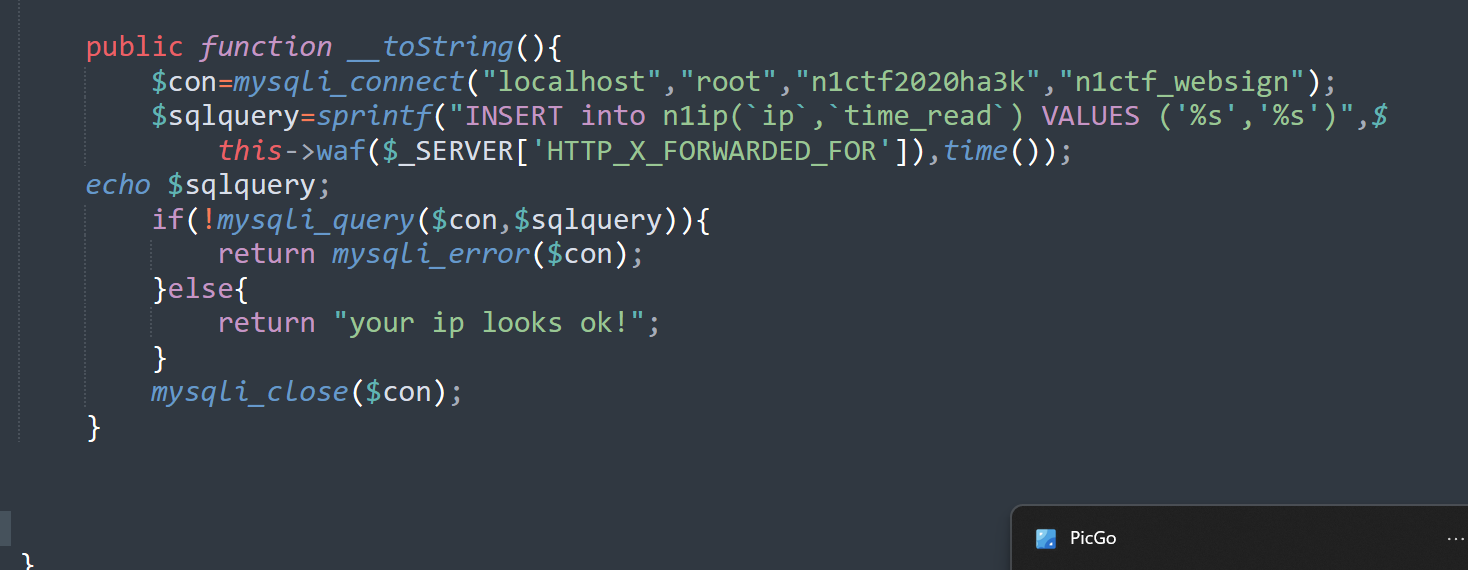 public function __toString(){
$con=mysqli_connect("localhost","root","n1ctf2020ha3k","n1ctf_websign");
$sqlquery=sprintf("INSERT into n1ip(`ip`,`time_read`) VALUES ('%s','%s')",$
this->waf($_SERVER['HTTP_X_FORWARDED_FOR']),time());
echo $sqlquery;
if(!mysqli_query($con,$sqlquery)){
return mysqli_error($con);
}else{
return "your ip looks ok!";
}
mysqli_close($con);
}
PicGo ...
}